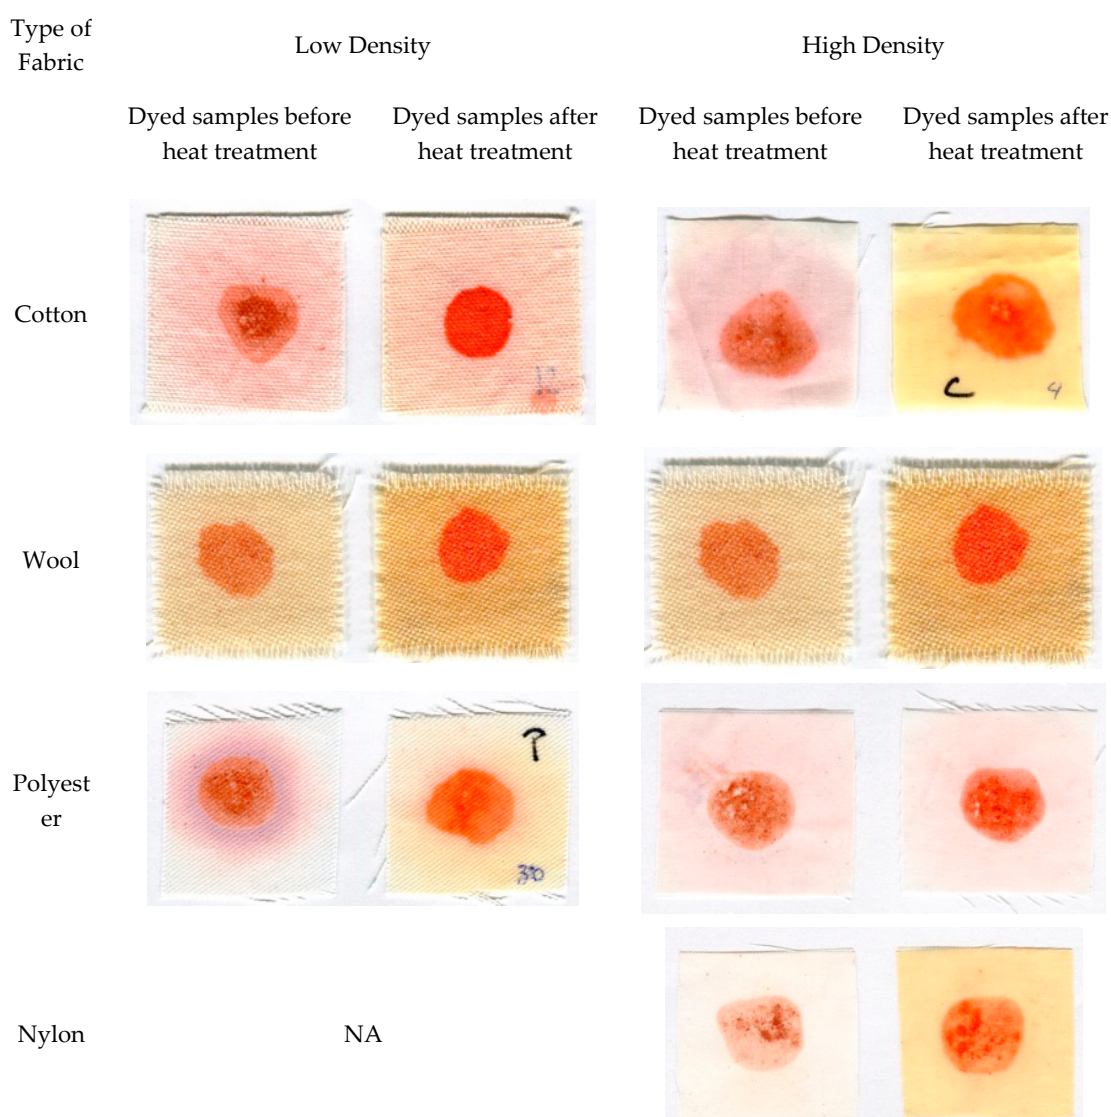 Type of
Fabric
Low Density
High Density
Dyed samples before
heat treatment
Dyed samples after
heat treatment
Dyed samples before
heat treatment
Dyed samples after
heat treatment
Cotton
12
C
4
Wool
Polyest
er
P
30
Nylon
NA